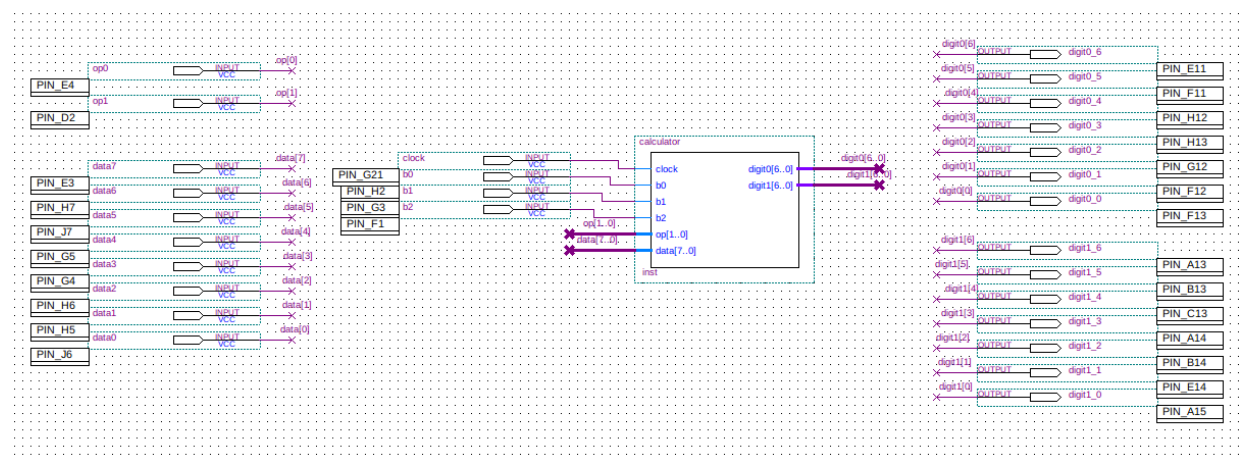 op0 INPUT VCC op[0]
PIN_E4
op1 INPUT VCC op[1]
PIN_D2
data7 INPUT VCC data[7]
PIN_E3
data6 INPUT VCC data[6]
PIN_H7
data5 INPUT VCC data[5]
PIN_J7
data4 INPUT VCC data[4]
PIN_G5
data3 INPUT VCC data[3]
PIN_G4
data2 INPUT VCC data[2]
PIN_H6
data1 INPUT VCC data[1]
PIN_H5
data0 INPUT VCC data[0]
PIN_J6
clock INPUT VCC
PIN_G21
b0 INPUT VCC
PIN_H2
b1 INPUT VCC
PIN_G3
b2 INPUT VCC
PIN_F1
op[1..0]
data[7..0]
calculator
clock digit0[6..0]
b0 digit1[6..0]
b1
b2
op[1..0]
data[7..0]
inst
digit0[6..0]
digit1[6..0]
digit0[6] OUTPUT digit0_6
PIN_E11
digit0[5] OUTPUT digit0_5
PIN_F11
digit0[4] OUTPUT digit0_4
PIN_H12
digit0[3] OUTPUT digit0_3
PIN_H13
digit0[2] OUTPUT digit0_2
PIN_G12
digit0[1] OUTPUT digit0_1
PIN_F12
digit0[0] OUTPUT digit0_0
PIN_F13
digit1[6] OUTPUT digit1_6
PIN_A13
digit1[5] OUTPUT digit1_5
PIN_B13
digit1[4] OUTPUT digit1_4
PIN_C13
digit1[3] OUTPUT digit1_3
PIN_A14
digit1[2] OUTPUT digit1_2
PIN_B14
digit1[1] OUTPUT digit1_1
PIN_E14
digit1[0] OUTPUT digit1_0
PIN_A15